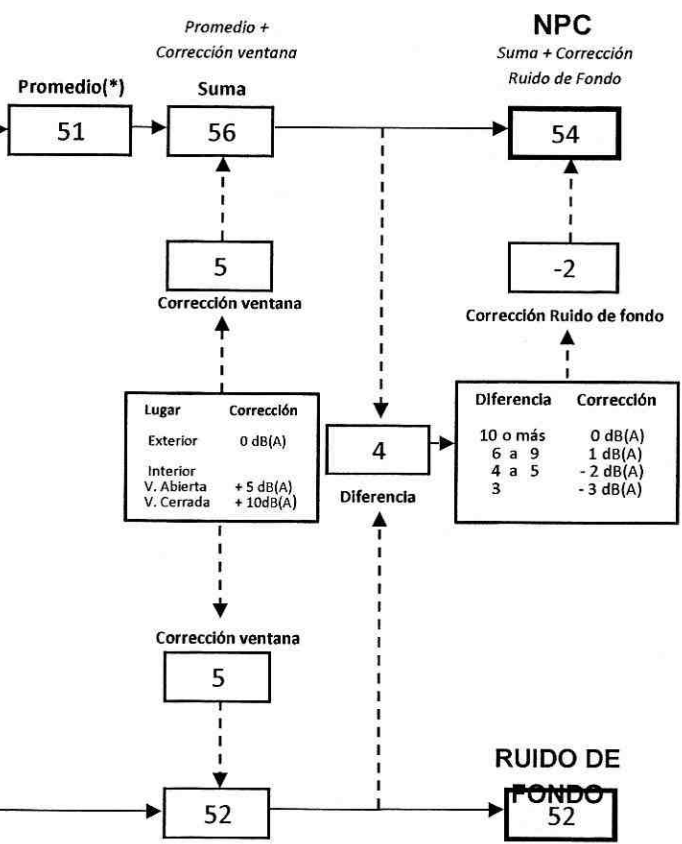 Promedio +
Corrección ventana
NPC
Suma + Corrección
Ruido de Fondo
Promedio(*)
Suma
51
56
54
5
-2
Corrección ventana
Corrección Ruido de fondo
Lugar Corrección
Exterior 0 dB(A)
Interior
V. Abierta + 5 dB(A)
V. Cerrada + 10dB(A)
4
Diferencia
Diferencia Corrección
10 o más 0 dB(A)
6 a 9 1 dB(A)
4 a 5 - 2 dB(A)
3 - 3 dB(A)
Corrección ventana
5
52
RUIDO DE
FONDO
52